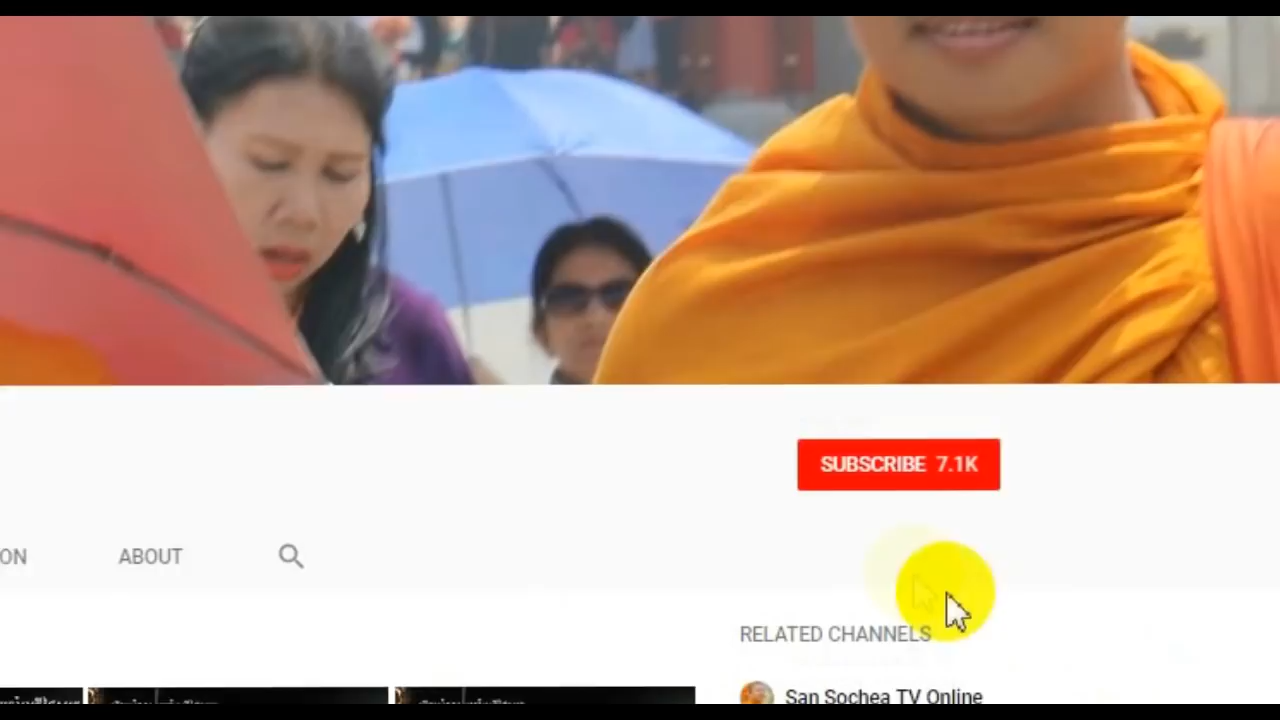 SUBSCRIBE 7.1K
ON
ABOUT
RELATED CHANNELS
San Sochea TV Online